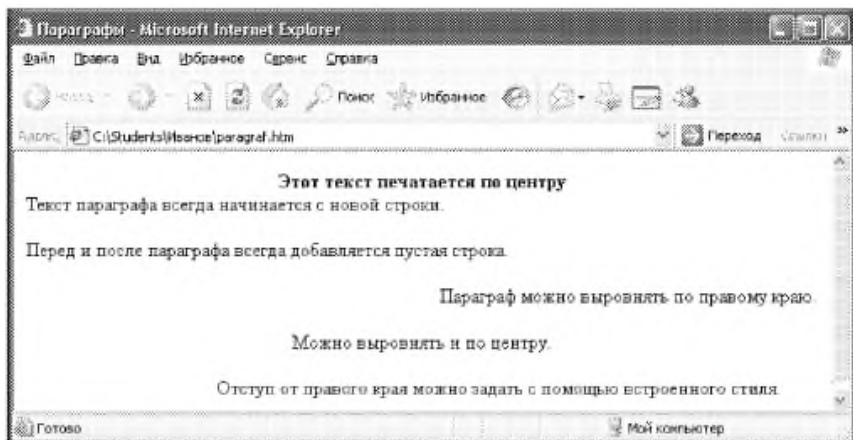 Параграфы - Microsoft Internet Explorer
Файл Правка Вид Избранное Сервис Справка
Назад Поиск Избранное
Адрес: C:\Students\Иванов\paragraf.htm Переход Ссылки »
Этот текст печатается по центру
Текст параграфа всегда начинается с новой строки.
Перед и после параграфа всегда добавляется пустая строка.
Параграф можно выровнять по правому краю.
Можно выровнять и по центру.
Отступ от правого края можно задать с помощью встроенного стиля.
Готово Мой компьютер